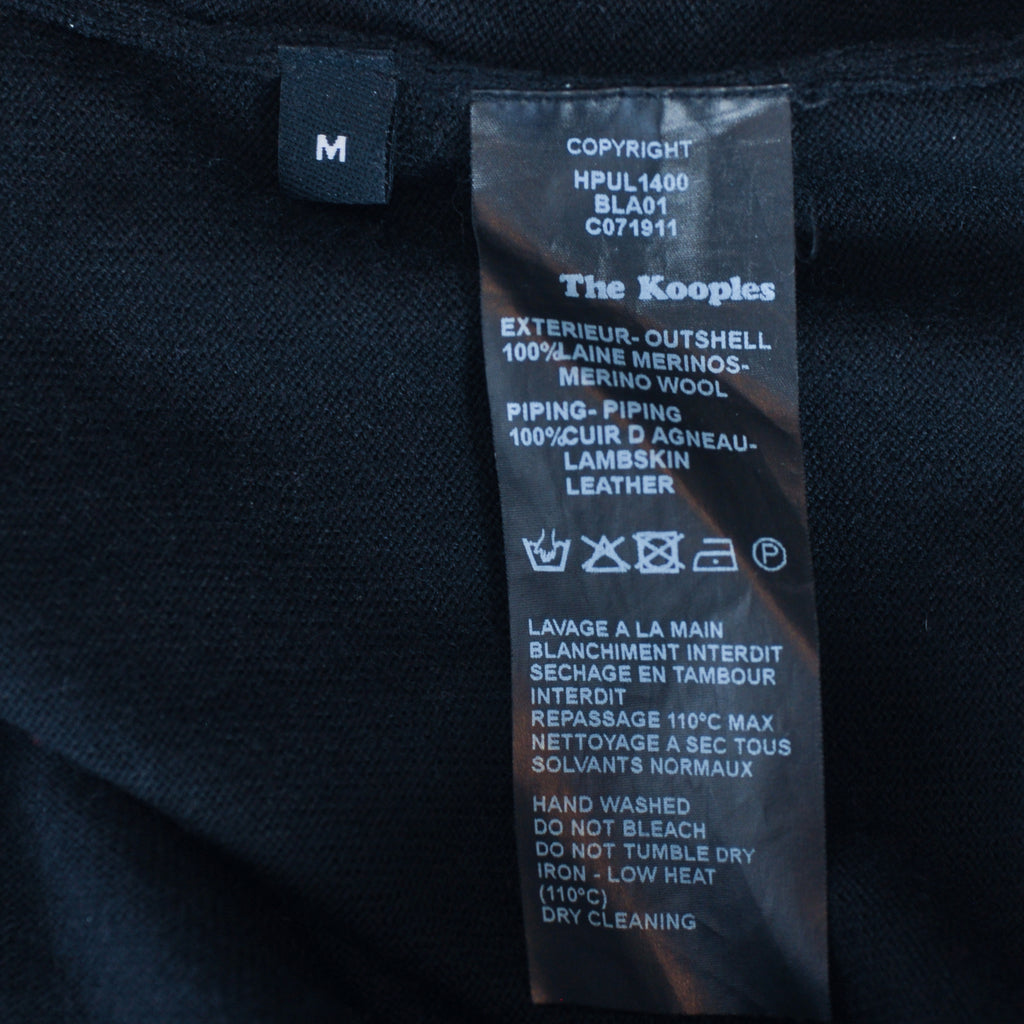 M
COPYRIGHT
HPUL1400
BLA01
C071911
The Kooples
EXTERIEUR- OUTSHELL
100%LAINE MERINOS-
MERINO WOOL
PIPING- PIPING
100%CUIR D AGNEAU-
LAMBSKIN
LEATHER
P
LAVAGE A LA MAIN
BLANCHIMENT INTERDIT
SECHAGE EN TAMBOUR
INTERDIT
REPASSAGE 110°C MAX
NETTOYAGE A SEC TOUS
SOLVANTS NORMAUX
HAND WASHED
DO NOT BLEACH
DO NOT TUMBLE DRY
IRON - LOW HEAT
(110°C)
DRY CLEANING